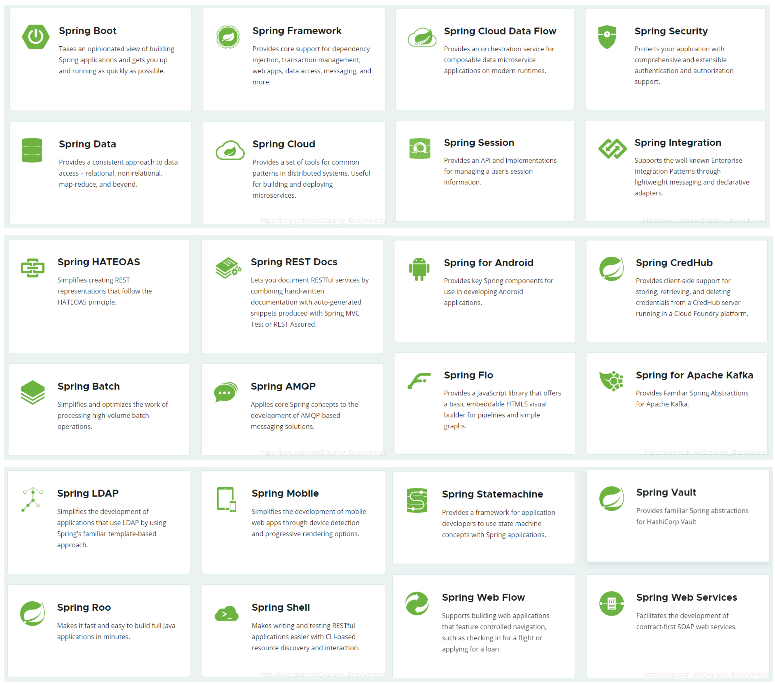 Spring Boot
Takes an opinionated view of building
Spring applications and gets you up
and running as quickly as possible.
Spring Framework
Provides core support for dependency
injection, transaction management,
web apps, data access, messaging, and
more.
Spring Cloud Data Flow
Provides an orchestration service for
composable data microservice
applications on modern runtimes.
Spring Security
Protects your application with
comprehensive and extensible
authentication and authorization
support.
Spring Data
Provides a consistent approach to data
access – relational, non-relational,
map-reduce, and beyond.
Spring Cloud
Provides a set of tools for common
patterns in distributed systems. Useful
for building and deploying
microservices.
Spring Session
Provides an API and implementations
for managing a user's session
information.
Spring Integration
Supports the well known Enterprise
Integration Patterns through
lightweight messaging and declarative
adapters.
Spring HATEOAS
Simplifies creating REST
representations that follow the
HATEOAS principle.
Spring REST Docs
Lets you document RESTful services by
combining hand-written
documentation with auto-generated
snippets produced with Spring MVC
Test or REST Assured.
Spring for Android
Provides key Spring components for
use in developing Android
applications.
Spring CredHub
Provides client-side support for
storing, retrieving, and deleting
credentials from a CredHub server
running in a Cloud Foundry platform.
Spring Batch
Simplifies and optimizes the work of
processing high-volume batch
operations.
Spring AMQP
Applies core Spring concepts to the
development of AMQP-based
messaging solutions.
Spring Flo
Provides a JavaScript library that offers
a basic embeddable HTML5 visual
builder for pipelines and simple
graphs.
Spring for Apache Kafka
Provides Familiar Spring Abstractions
for Apache Kafka.
Spring LDAP
Simplifies the development of
applications that use LDAP by using
Spring's familiar template-based
approach.
Spring Mobile
Simplifies the development of mobile
web apps through device detection
and progressive rendering options.
Spring Statemachine
Provides a framework for application
developers to use state machine
concepts with Spring applications.
Spring Vault
Provides familiar Spring abstractions
for HashiCorp Vault
Spring Roo
Makes it fast and easy to build full Java
applications in minutes.
Spring Shell
Makes writing and testing RESTful
applications easier with CLI-based
resource discovery and interaction.
Spring Web Flow
Supports building web applications
that feature controlled navigation,
such as checking in for a flight or
applying for a loan.
Spring Web Services
Facilitates the development of
contract-first SOAP web services.